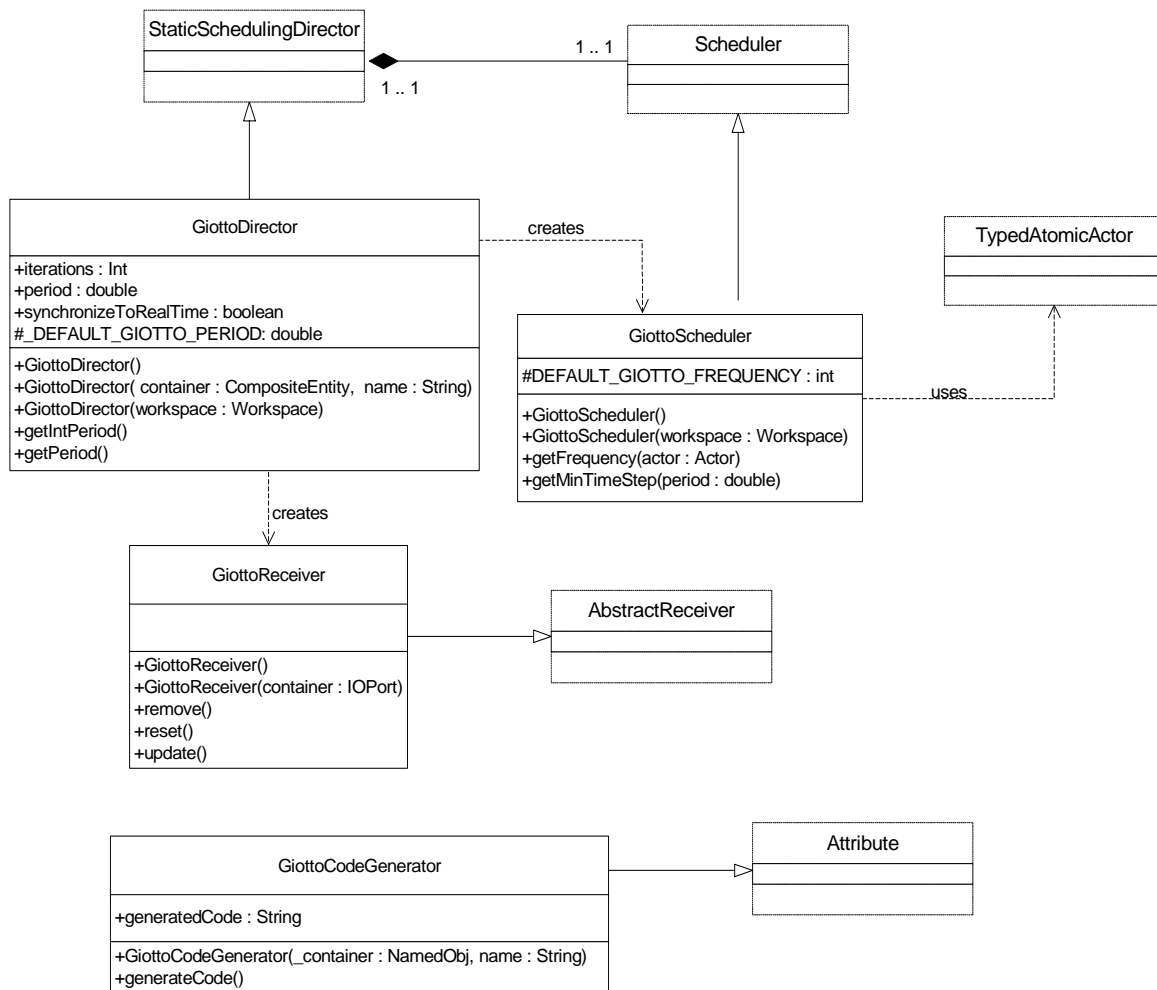 StaticSchedulingDirector
1 .. 1
1 .. 1
Scheduler
GiottoDirector
+iterations : Int
+period : double
+synchronizeToRealTime : boolean
#_DEFAULT_GIOTTO_PERIOD: double
+GiottoDirector()
+GiottoDirector( container : CompositeEntity,  name : String)
+GiottoDirector(workspace : Workspace)
+getIntPeriod()
+getPeriod()
creates
TypedAtomicActor
GiottoScheduler
#DEFAULT_GIOTTO_FREQUENCY : int
+GiottoScheduler()
+GiottoScheduler(workspace : Workspace)
+getFrequency(actor : Actor)
+getMinTimeStep(period : double)
uses
creates
GiottoReceiver
+GiottoReceiver()
+GiottoReceiver(container : IOPort)
+remove()
+reset()
+update()
AbstractReceiver
GiottoCodeGenerator
+generatedCode : String
+GiottoCodeGenerator(_container : NamedObj, name : String)
+generateCode()
Attribute